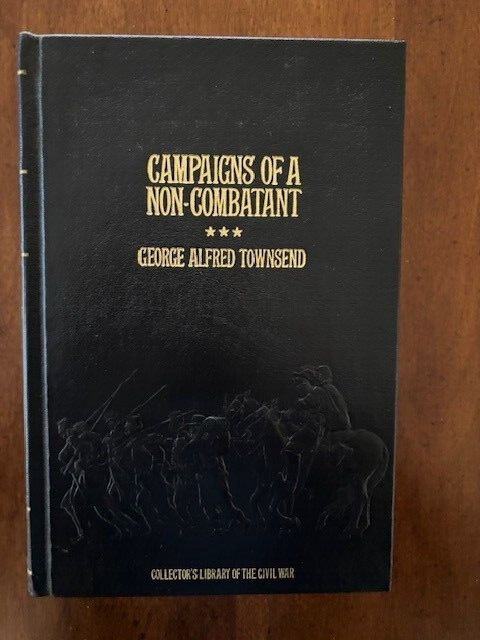 CAMPAIGNS OF A
NON-COMBATANT
★★★
GEORGE ALFRED TOWNSEND
COLLECTOR'S LIBRARY OF THE CIVIL WAR